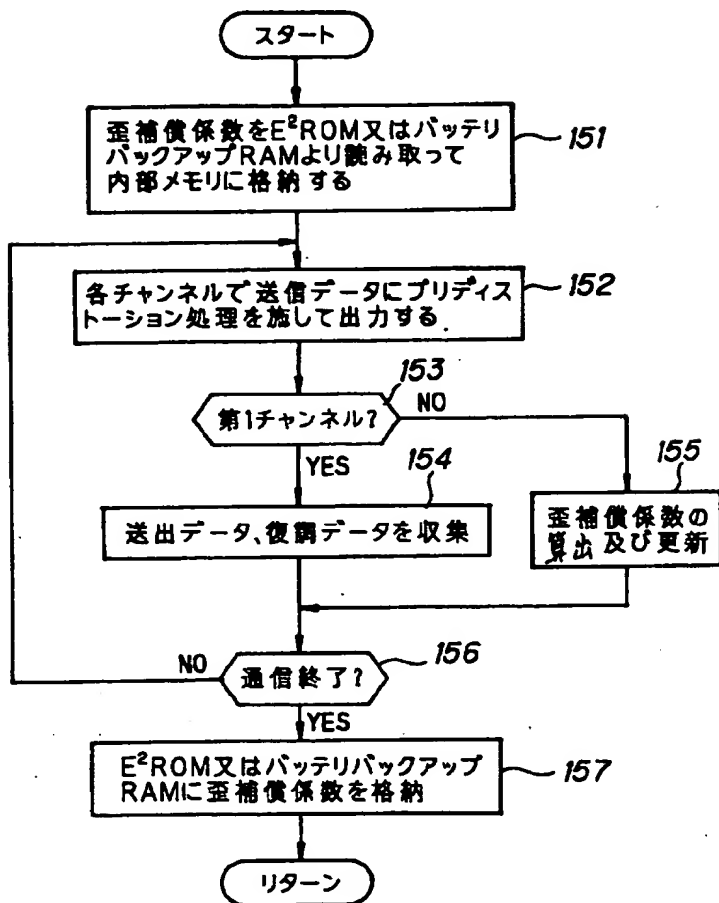 スタート
歪補償係数をE²ROM又はバッテリ
バックアップRAMより読み取って
内部メモリに格納する
151
各チャンネルで送信データにプリディス
トーション処理を施して出力する
152
第1チャンネル?
153
NO
YES
154
送出データ、復調データを収集
155
歪補償係数の
算出及び更新
通信終了?
156
NO
YES
E²ROM又はバッテリバックアップ
RAMに歪補償係数を格納
157
リターン